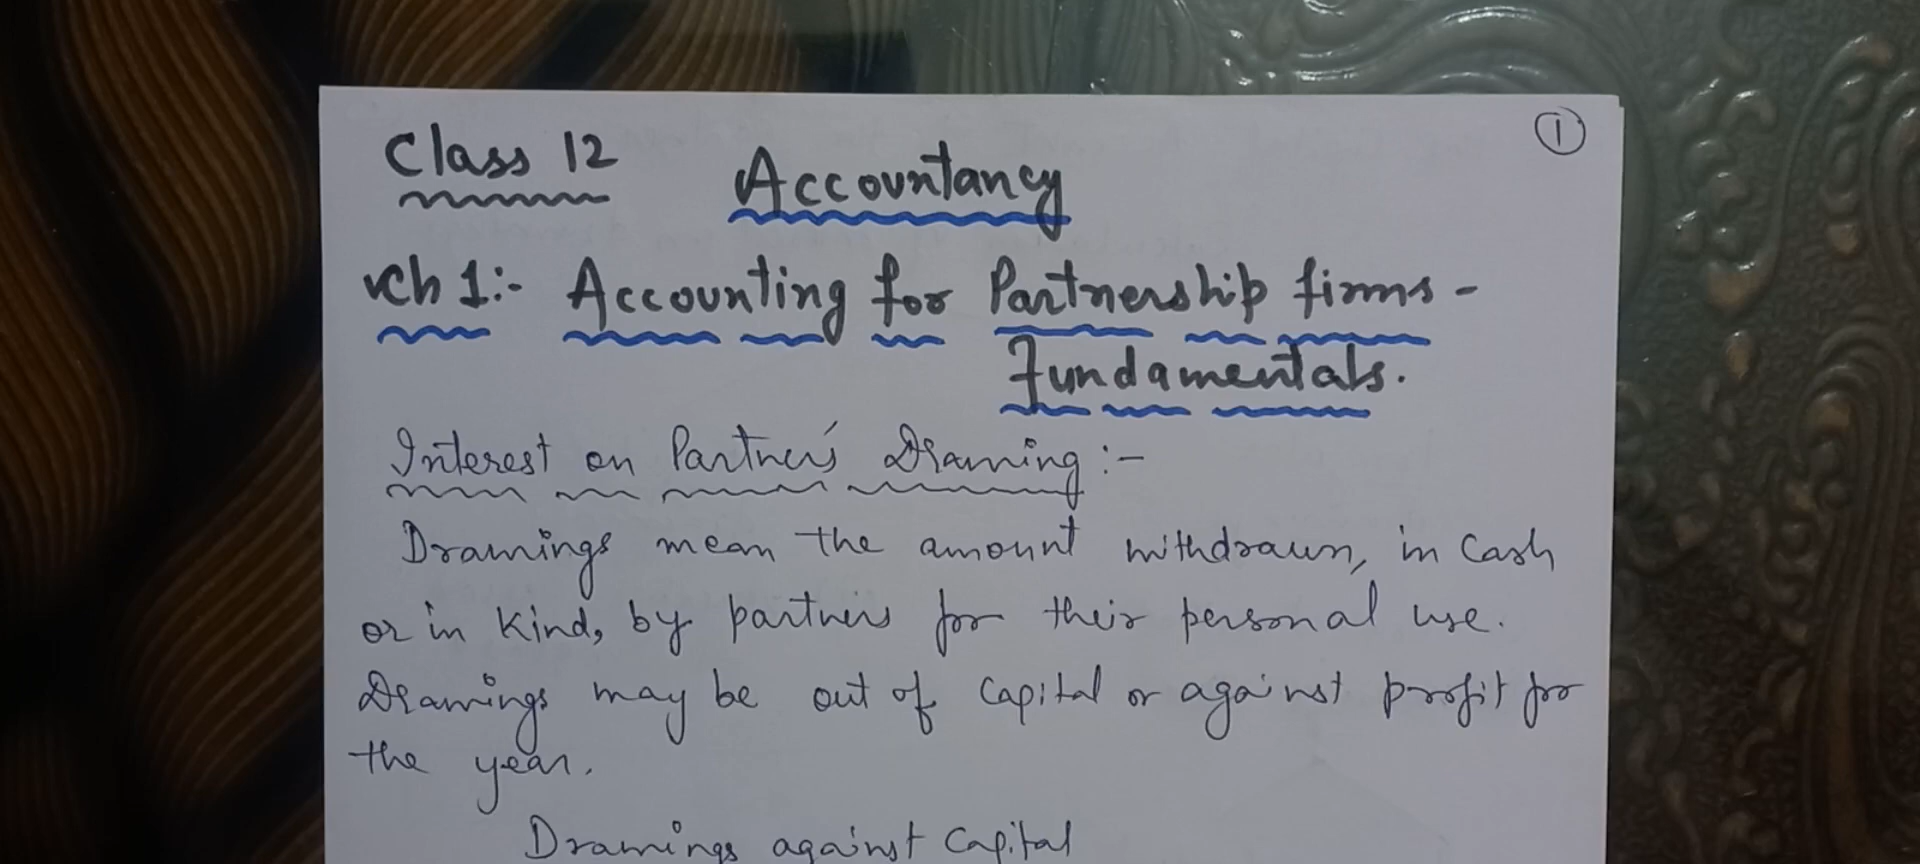 1
Class 12
Accountancy
Ch 1:- Accounting for Partnership firms -
Fundamentals.
Interest on Partner's Drawing :-
Drawings mean the amount withdrawn, in Cash
or in Kind, by partners for their personal use.
Drawings may be out of Capital or against profit for
the year.
Drawings against Capital